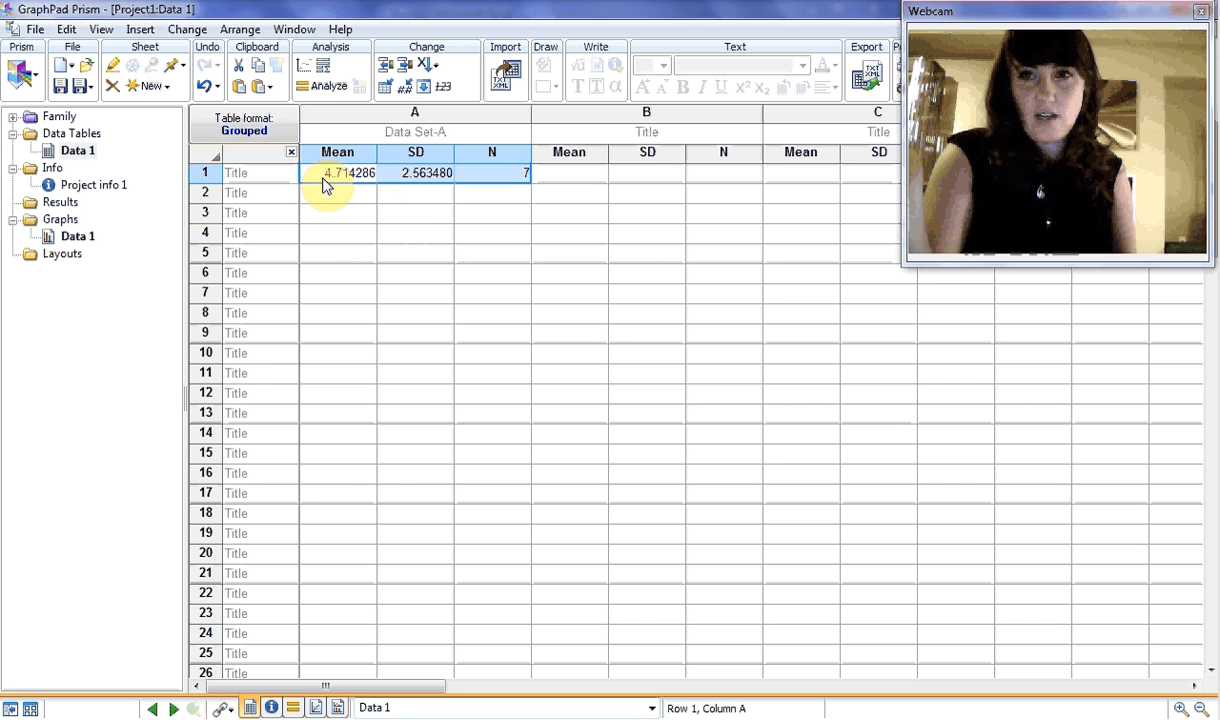 GraphPad Prism - [Project1:Data 1]
Webcam
File Edit View Insert Change Arrange Window Help
Prism File Sheet Undo Clipboard Analysis Change Import Draw Write Text Export
New
Analyze
123
TXT
XML
Family
Data Tables
Data 1
Info
Project info 1
Results
Graphs
Data 1
Layouts
Table format:
Grouped
A B C
Data Set-A Title Title
Mean SD N Mean SD N Mean SD
1 Title 4.714286 2.563480 7
2 Title
3 Title
4 Title
5 Title
6 Title
7 Title
8 Title
9 Title
10 Title
11 Title
12 Title
13 Title
14 Title
15 Title
16 Title
17 Title
18 Title
19 Title
20 Title
21 Title
22 Title
23 Title
24 Title
25 Title
26 Title
Data 1
Row 1, Column A